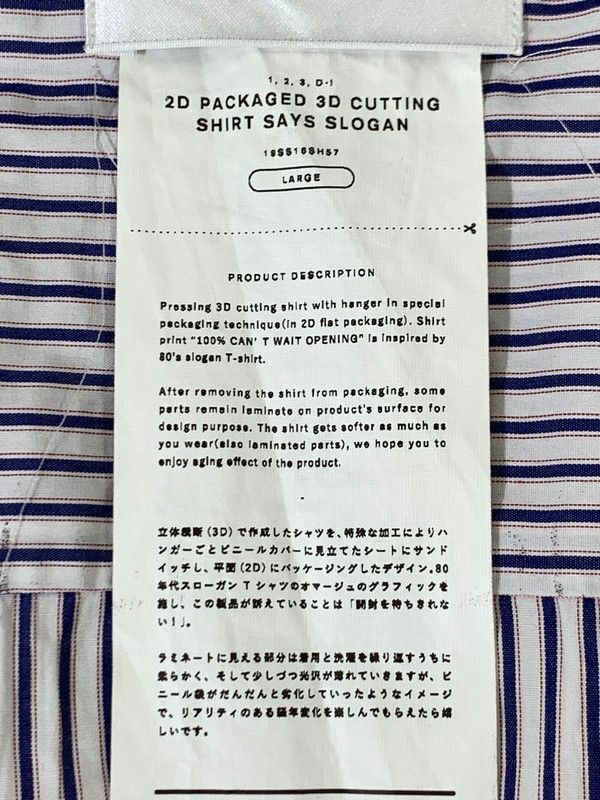 1, 2, 3, D-!
2D PACKAGED 3D CUTTING
SHIRT SAYS SLOGAN
19SS16SH57
LARGE
PRODUCT DESCRIPTION
Pressing 3D cutting shirt with hanger in special
packaging technique(in 2D flat packaging). Shirt
print "100% CAN' T WAIT OPENING" is inspired by
80's slogan T-shirt.
After removing the shirt from packaging, some
parts remain laminate on product's surface for
design purpose. The shirt gets softer as much as
you wear(also laminated parts), we hope you to
enjoy aging effect of the product.
立体裁断(3D)で作成したシャツを、特殊な加工によりハ
ンガーごとビニールカバーに見立てたシートにサンド
イッチし、平面(2D)にパッケージングしたデザイン。80
年代スローガン T シャツのオマージュのグラフィックを
施し、この製品が訴えていることは「開封を待ちきれな
い!」。
ラミネートに見える部分は着用と洗濯を繰り返すうちに
柔らかく、そして少しづつ光沢が薄れていきますが、ビ
ニール袋がだんだんと劣化していったようなイメージ
で、リアリティのある経年変化を楽しんでもらえたら嬉
しいです。